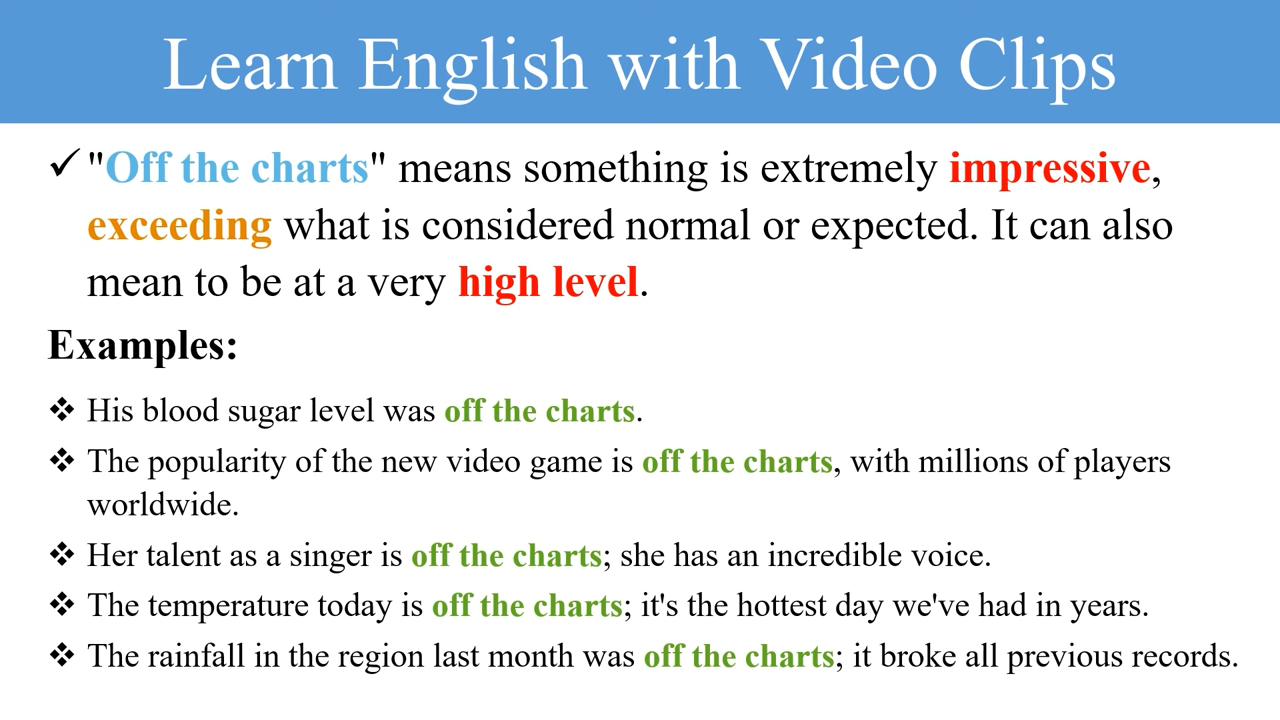 Learn English with Video Clips
✓ "Off the charts" means something is extremely impressive,
exceeding what is considered normal or expected. It can also
mean to be at a very high level.
Examples:
❖ His blood sugar level was off the charts.
❖ The popularity of the new video game is off the charts, with millions of players
worldwide.
❖ Her talent as a singer is off the charts; she has an incredible voice.
❖ The temperature today is off the charts; it's the hottest day we've had in years.
❖ The rainfall in the region last month was off the charts; it broke all previous records.